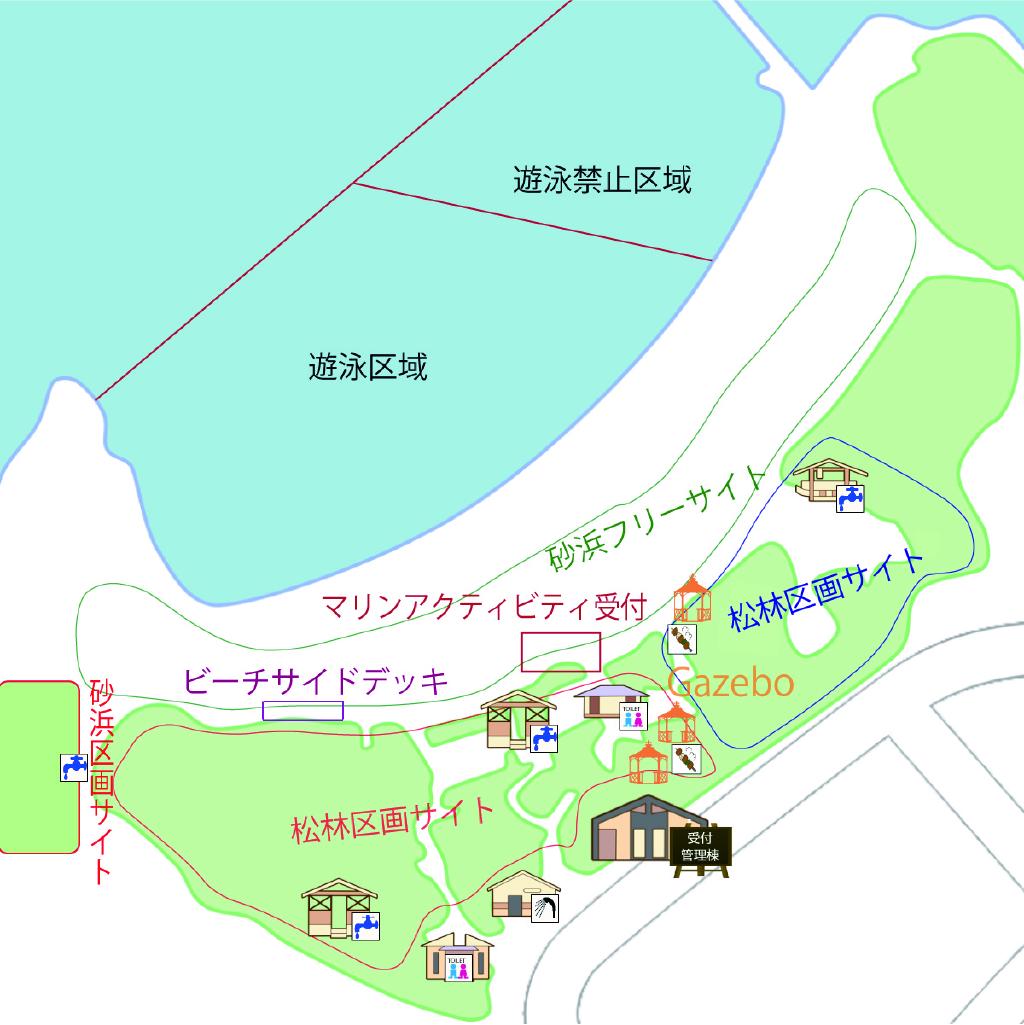 遊泳禁止区域
遊泳区域
砂浜フリーサイト
松林区画サイト
マリンアクティビティ受付
ビーチサイドデッキ
Gazebo
砂浜区画サイト
TOILET
松林区画サイト
受付
管理棟
TOILET